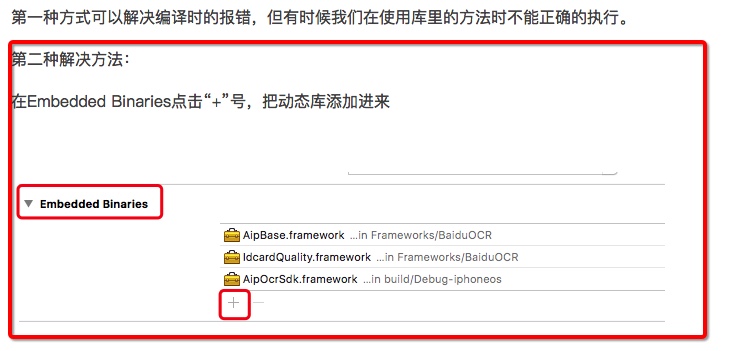 第一种方式可以解决编译时的报错，但有时候我们在使用库里的方法时不能正确的执行。
第二种解决方法：
在Embedded Binaries点击“+”号，把动态库添加进来
Embedded Binaries
AipBase.framework ...in Frameworks/BaiduOCR
IdcardQuality.framework ...in Frameworks/BaiduOCR
AipOcrSdk.framework ...in build/Debug-iphoneos